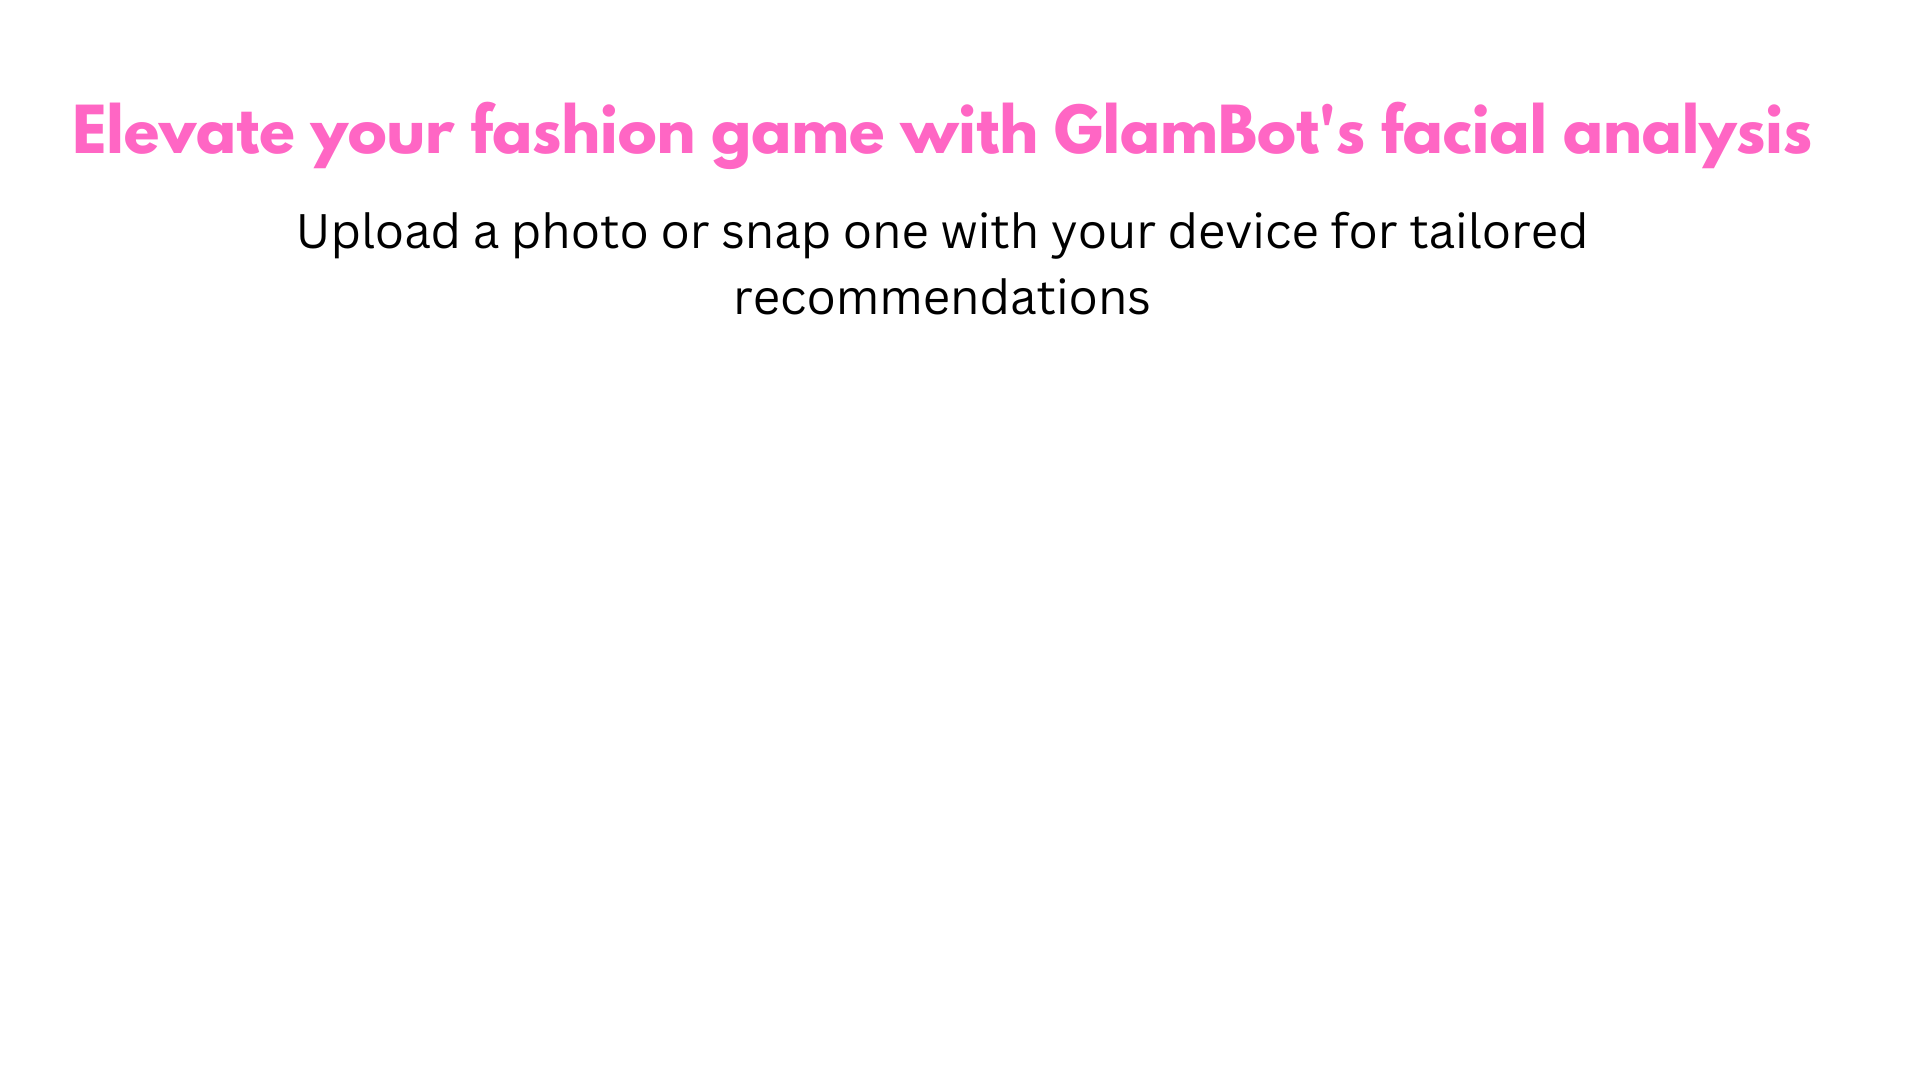 Elevate your fashion game with GlamBot's facial analysis
Upload a photo or snap one with your device for tailored
recommendations